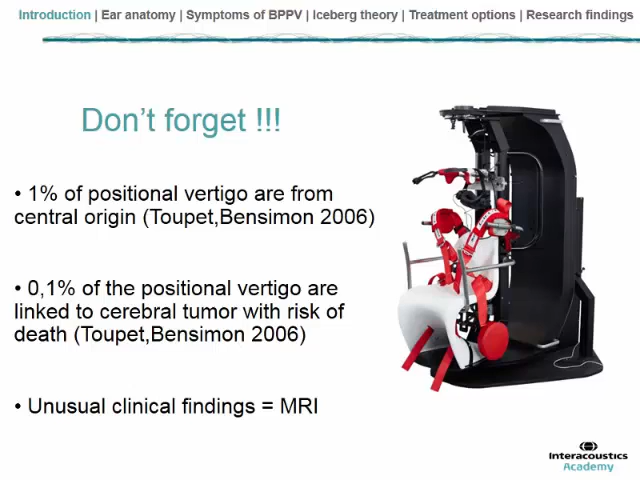 Introduction | Ear anatomy | Symptoms of BPPV | Iceberg theory | Treatment options | Research findings
Don't forget !!!
• 1% of positional vertigo are from
central origin (Toupet,Bensimon 2006)
• 0,1% of the positional vertigo are
linked to cerebral tumor with risk of
death (Toupet,Bensimon 2006)
• Unusual clinical findings = MRI
Interacoustics
Academy